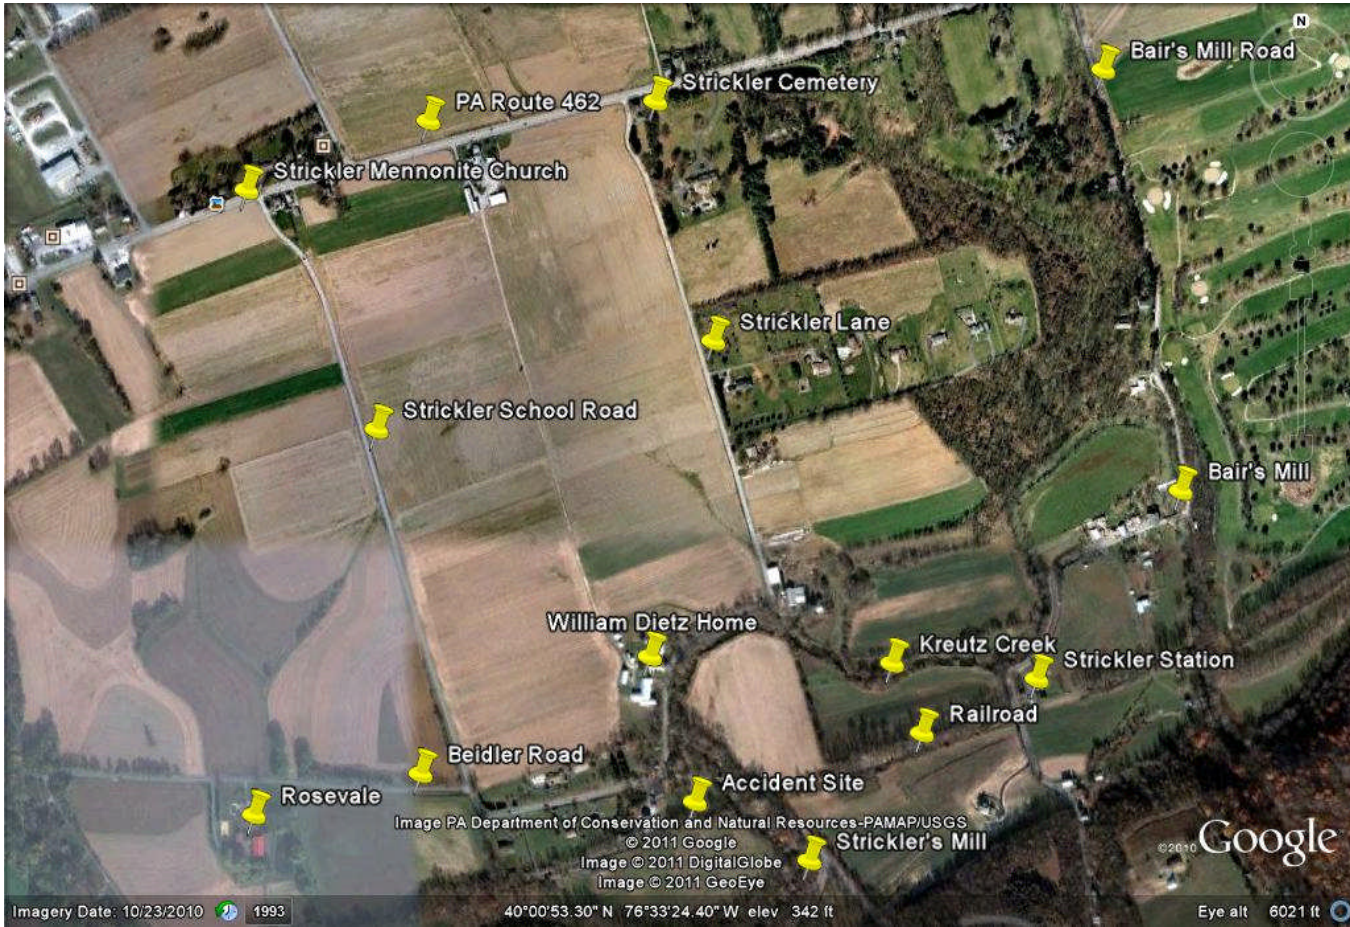 N
Bair's Mill Road
Strickler Cemetery
PA Route 462
Strickler Mennonite Church
Strickler Lane
Strickler School Road
Bair's Mill
William Dietz Home
Kreutz Creek
Strickler Station
Railroad
Beidler Road
Accident Site
Rosevale
Image PA Department of Conservation and Natural Resources-PAMAP/USGS
© 2011 Google
Strickler's Mill
Image © 2011 DigitalGlobe
Image © 2011 GeoEye
©2010 Google
Imagery Date: 10/23/2010 1993 40°00'53.30" N 76°33'24.40" W elev 342 ft Eye alt 6021 ft